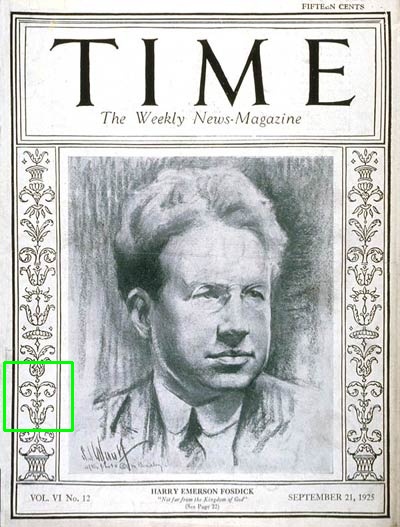 FIFTEEN CENTS
TIME
The Weekly News-Magazine
HARRY EMERSON FOSDICK
"Not far from the Kingdom of God"
VOL. VI No. 12
(See Page 22)
SEPTEMBER 21, 1925